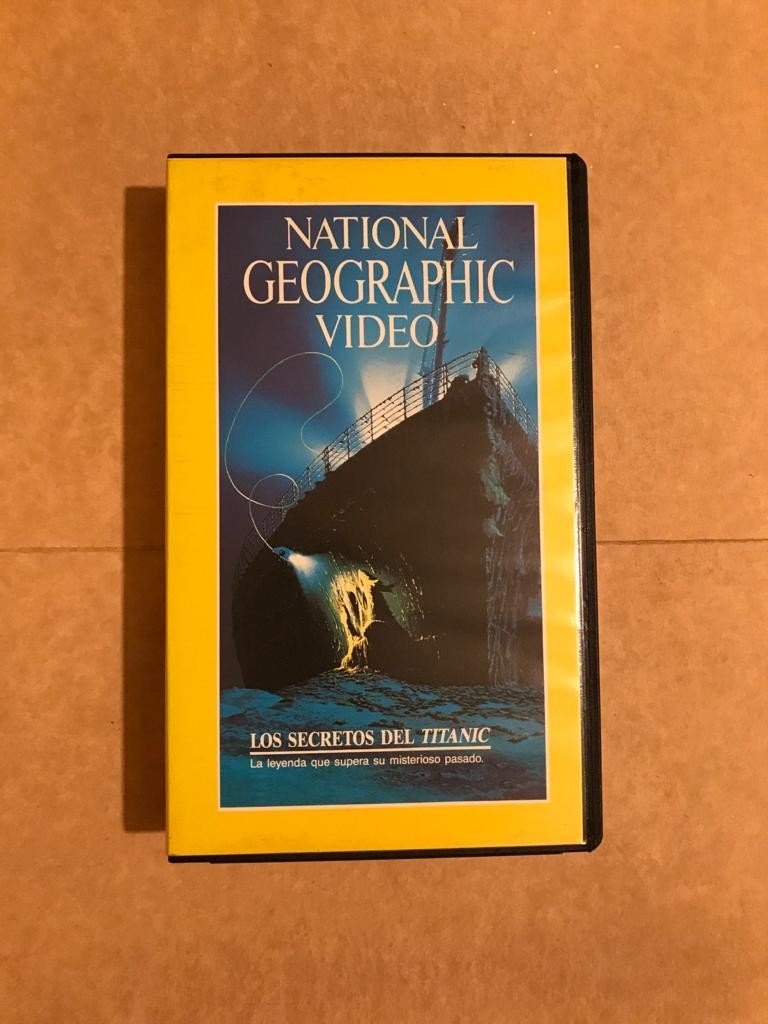 NATIONAL
GEOGRAPHIC
VIDEO
LOS SECRETOS DEL TITANIC
La leyenda que supera su misterioso pasado.